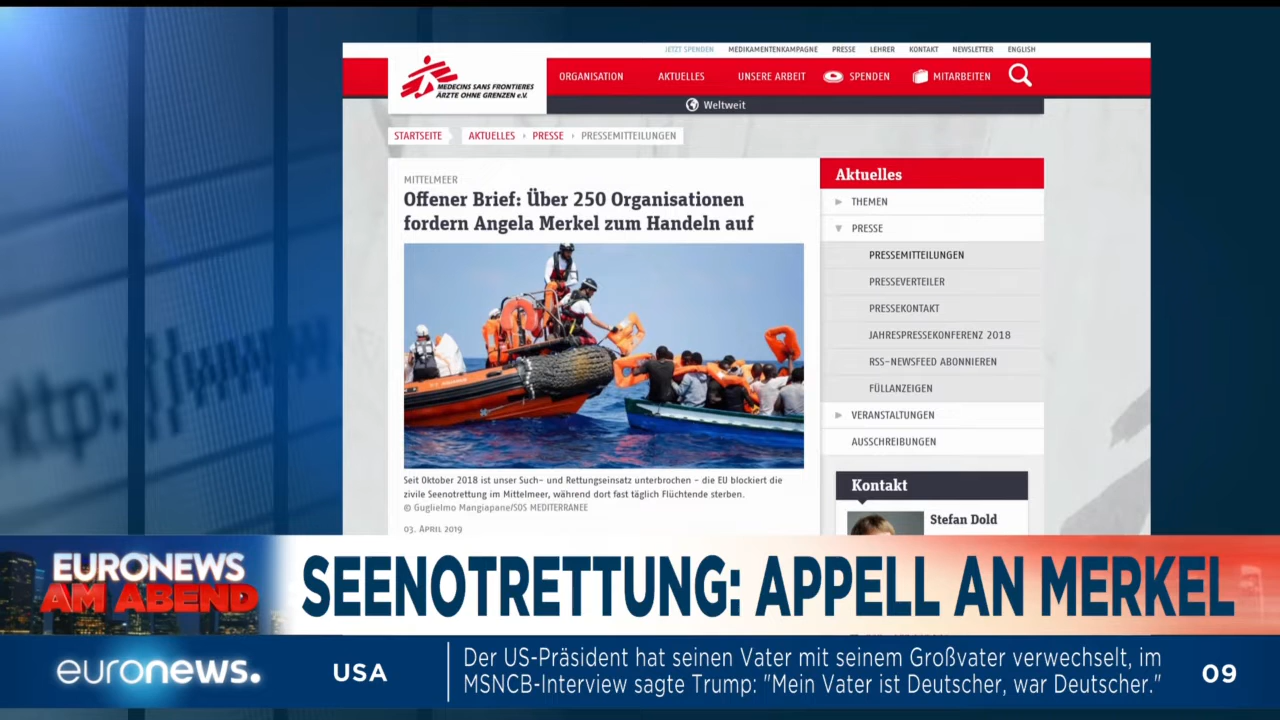 JETZT SPENDEN MEDIKAMENTENKAMPAGNE PRESSE LEHRER KONTAKT NEWSLETTER ENGLISH
MEDECINS SANS FRONTIERES
ÄRZTE OHNE GRENZEN e.V.
ORGANISATION AKTUELLES UNSERE ARBEIT SPENDEN MITARBEITEN
Weltweit
STARTSEITE AKTUELLES › PRESSE › PRESSEMITTEILUNGEN
MITTELMEER
Offener Brief: Über 250 Organisationen
fordern Angela Merkel zum Handeln auf
Seit Oktober 2018 ist unser Such- und Rettungseinsatz unterbrochen - die EU blockiert die
zivile Seenotrettung im Mittelmeer, während dort fast täglich Flüchtende sterben.
© Guglielmo Mangiapane/SOS MEDITERRANEE
03. APRIL 2019
Aktuelles
THEMEN
PRESSE
PRESSEMITTEILUNGEN
PRESSEVERTEILER
PRESSEKONTAKT
JAHRESPRESSEKONFERENZ 2018
RSS-NEWSFEED ABONNIEREN
FÜLLANZEIGEN
VERANSTALTUNGEN
AUSSCHREIBUNGEN
Kontakt
Stefan Dold
EURONEWS
AM ABEND
SEENOTRETTUNG: APPELL AN MERKEL
euronews.
USA
Der US-Präsident hat seinen Vater mit seinem Großvater verwechselt, im
MSNCB-Interview sagte Trump: "Mein Vater ist Deutscher, war Deutscher."
09